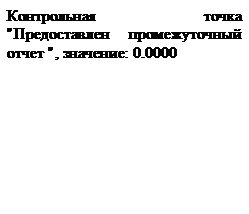 Контрольная точка
"Предоставлен промежуточный
отчет ", значение: 0.0000